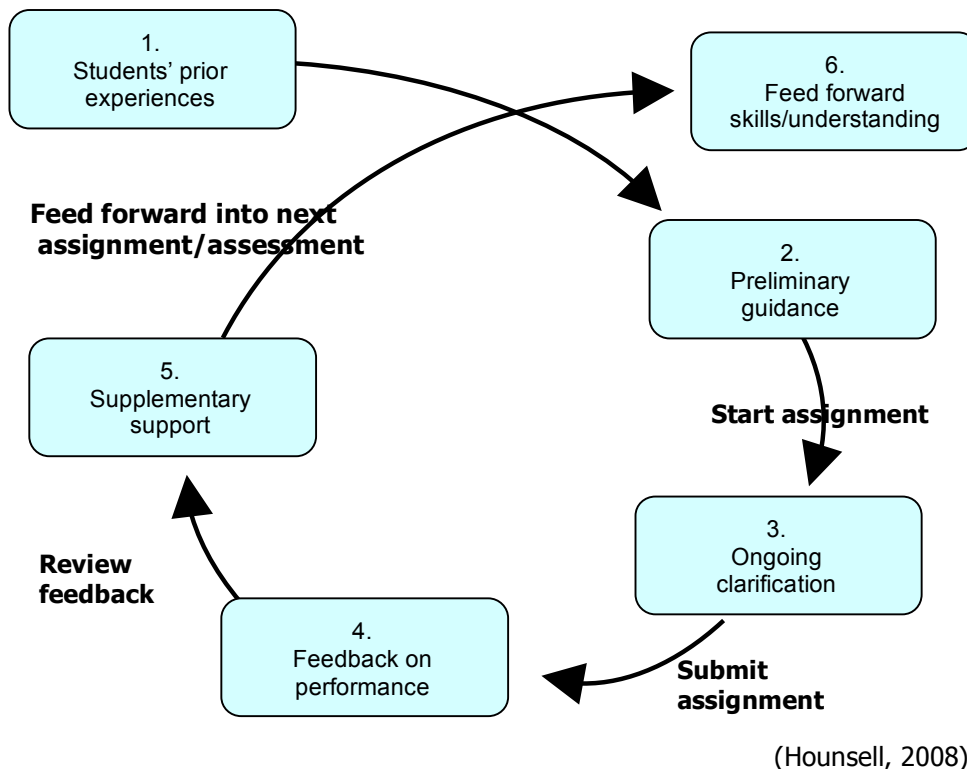 1.
Students’ prior
experiences
6.
Feed forward
skills/understanding
Feed forward into next
assignment/assessment
2.
Preliminary
guidance
5.
Supplementary
support
Start assignment
3.
Ongoing
clarification
Review
feedback
4.
Feedback on
performance
Submit
assignment
(Hounsell, 2008)